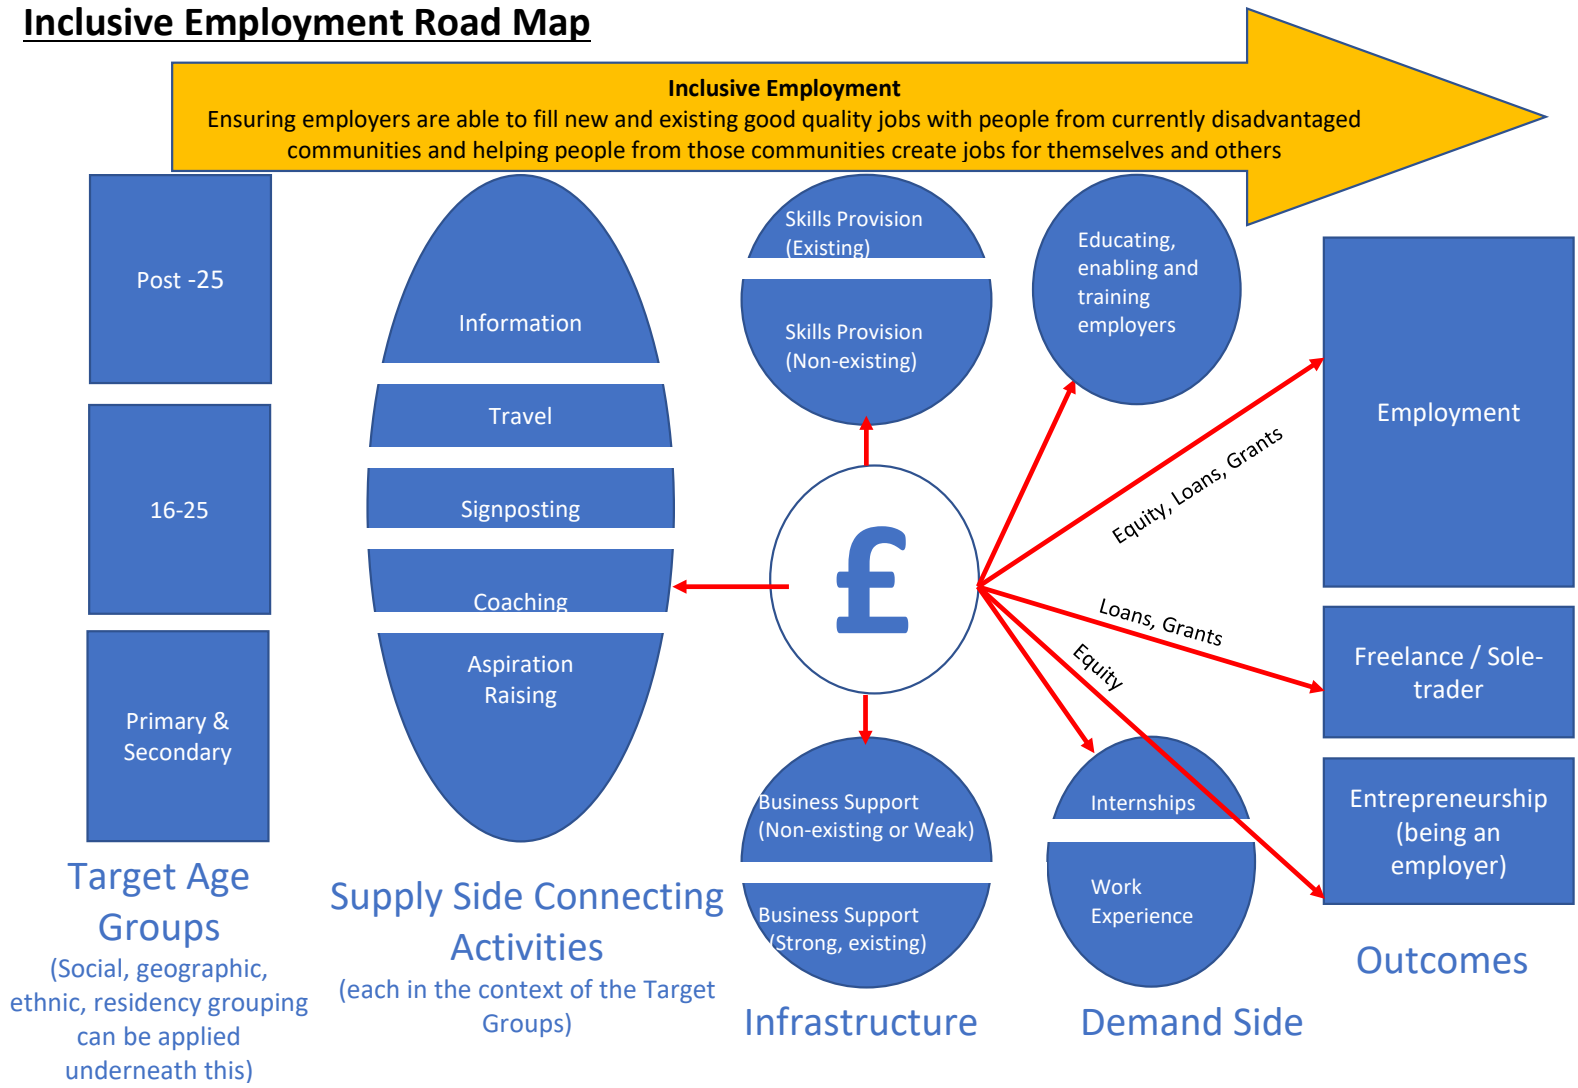 Inclusive Employment Road Map
Inclusive Employment
Ensuring employers are able to fill new and existing good quality jobs with people from currently disadvantaged
communities and helping people from those communities create jobs for themselves and others
Post -25
16-25
Primary &
Secondary
Target Age
Groups
(Social, geographic,
ethnic, residency grouping
can be applied
underneath this)
Information
Travel
Signposting
Coaching
Aspiration
Raising
Supply Side Connecting
Activities
(each in the context of the Target
Groups)
Skills Provision
(Existing)
Skills Provision
(Non-existing)
£
Business Support
(Non-existing or Weak)
Business Support
(Strong, existing)
Infrastructure
Educating,
enabling and
training
employers
Equity, Loans, Grants
Loans, Grants
Equity
Internships
Work
Experience
Demand Side
Employment
Freelance / Sole-
trader
Entrepreneurship
(being an
employer)
Outcomes